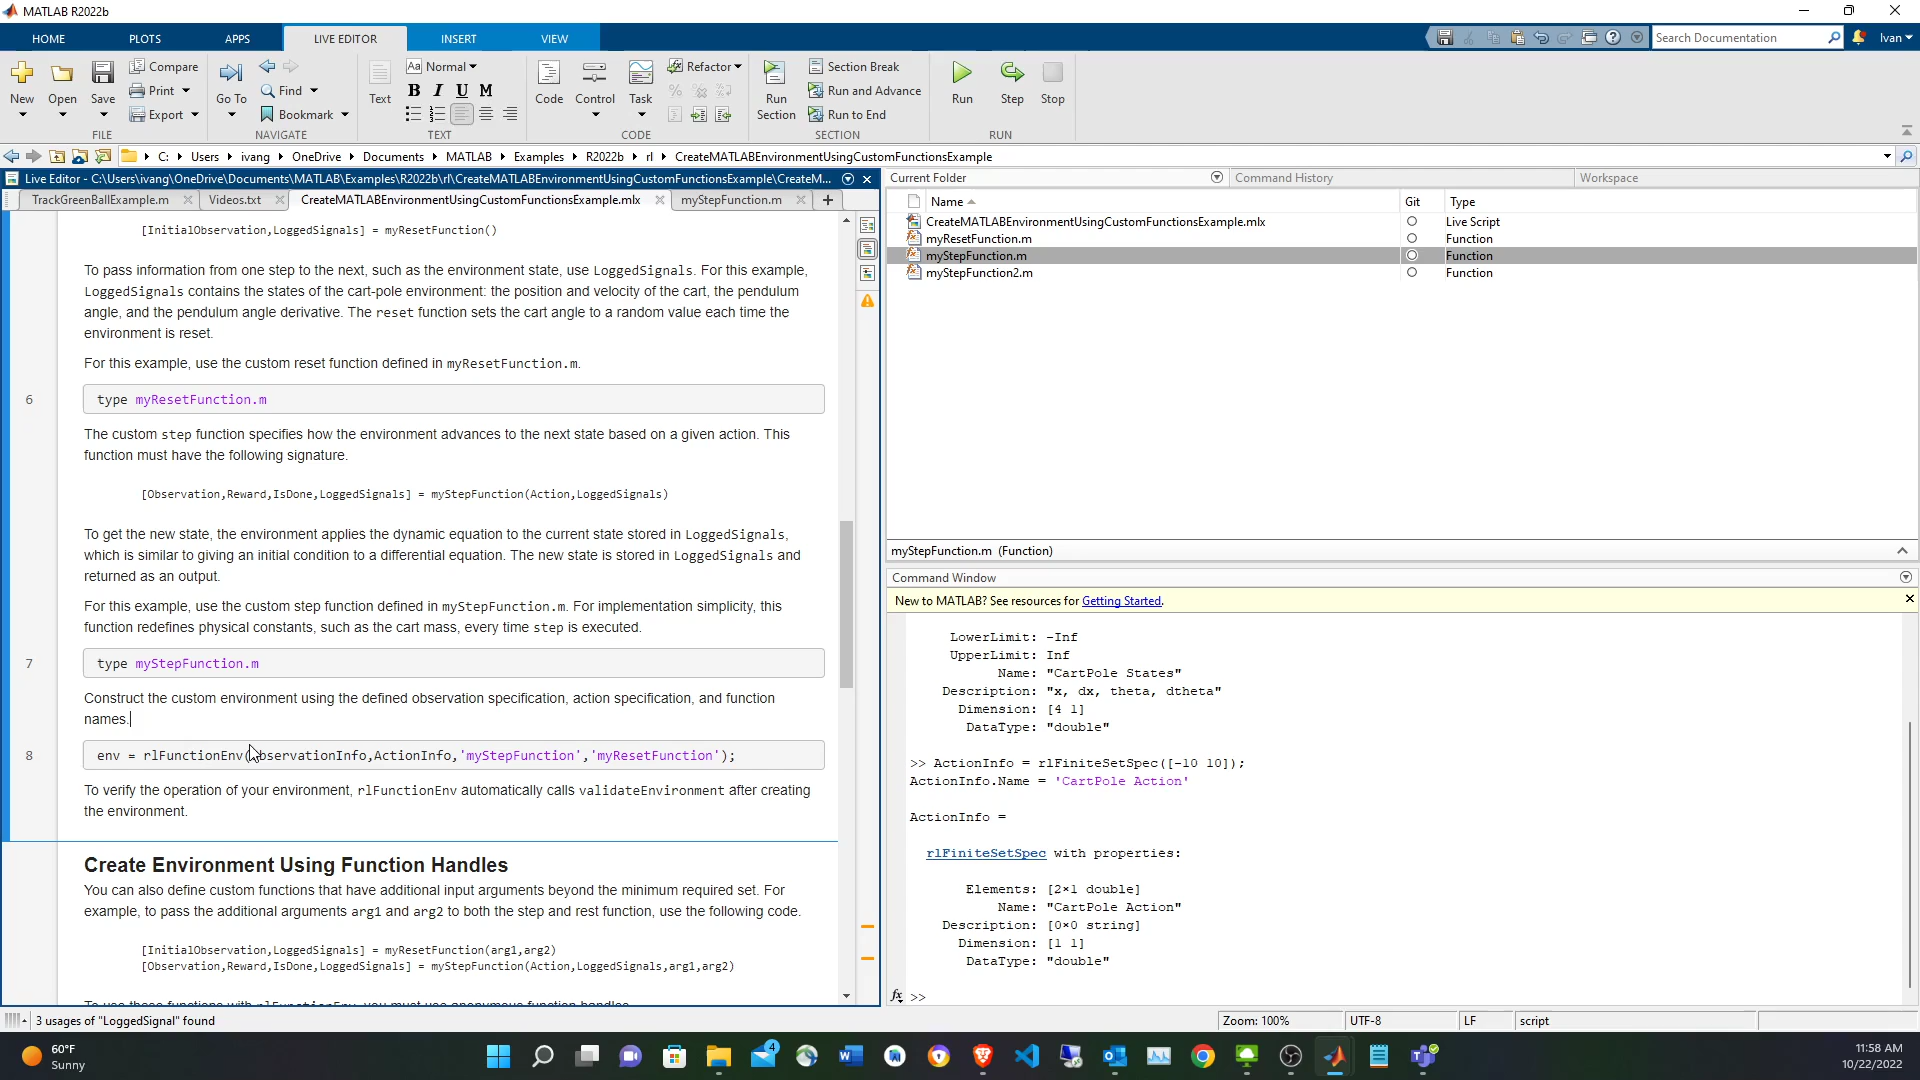 MATLAB R2022b
HOME PLOTS APPS LIVE EDITOR INSERT VIEW
Search Documentation Ivan
New Open Save Compare Print Export
FILE
Go To Find Bookmark
NAVIGATE
Text Aa Normal B I U M
TEXT
Code Control Task Refactor
CODE
Run Section Section Break Run and Advance Run to End
SECTION
Run Step Stop
RUN
C: Users ivang OneDrive Documents MATLAB Examples R2022b rl CreateMATLABEnvironmentUsingCustomFunctionsExample
Live Editor - C:\Users\ivang\OneDrive\Documents\MATLAB\Examples\R2022b\rl\CreateMATLABEnvironmentUsingCustomFunctionsExample\CreateM...
TrackGreenBallExample.m Videos.txt CreateMATLABEnvironmentUsingCustomFunctionsExample.mlx myStepFunction.m
[InitialObservation,LoggedSignals] = myResetFunction()
To pass information from one step to the next, such as the environment state, use LoggedSignals. For this example,
LoggedSignals contains the states of the cart-pole environment: the position and velocity of the cart, the pendulum
angle, and the pendulum angle derivative. The reset function sets the cart angle to a random value each time the
environment is reset.
For this example, use the custom reset function defined in myResetFunction.m.
6 type myResetFunction.m
The custom step function specifies how the environment advances to the next state based on a given action. This
function must have the following signature.
[Observation,Reward,IsDone,LoggedSignals] = myStepFunction(Action,LoggedSignals)
To get the new state, the environment applies the dynamic equation to the current state stored in LoggedSignals,
which is similar to giving an initial condition to a differential equation. The new state is stored in LoggedSignals and
returned as an output.
For this example, use the custom step function defined in myStepFunction.m. For implementation simplicity, this
function redefines physical constants, such as the cart mass, every time step is executed.
7 type myStepFunction.m
Construct the custom environment using the defined observation specification, action specification, and function
names.
8 env = rlFunctionEnv(ObservationInfo,ActionInfo,'myStepFunction','myResetFunction');
To verify the operation of your environment, rlFunctionEnv automatically calls validateEnvironment after creating
the environment.
Create Environment Using Function Handles
You can also define custom functions that have additional input arguments beyond the minimum required set. For
example, to pass the additional arguments arg1 and arg2 to both the step and rest function, use the following code.
[InitialObservation,LoggedSignals] = myResetFunction(arg1,arg2)
[Observation,Reward,IsDone,LoggedSignals] = myStepFunction(Action,LoggedSignals,arg1,arg2)
To use these functions with rlFunctionEnv, you must use anonymous function handles.
Current Folder Command History Workspace
Name Git Type
CreateMATLABEnvironmentUsingCustomFunctionsExample.mlx Live Script
myResetFunction.m Function
myStepFunction.m Function
myStepFunction2.m Function
myStepFunction.m (Function)
Command Window
New to MATLAB? See resources for Getting Started.
LowerLimit: -Inf
UpperLimit: Inf
Name: "CartPole States"
Description: "x, dx, theta, dtheta"
Dimension: [4 1]
DataType: "double"
>> ActionInfo = rlFiniteSetSpec([-10 10]);
ActionInfo.Name = 'CartPole Action'
ActionInfo =
rlFiniteSetSpec with properties:
Elements: [2×1 double]
Name: "CartPole Action"
Description: [0×0 string]
Dimension: [1 1]
DataType: "double"
fx >>
3 usages of "LoggedSignal" found
Zoom: 100% UTF-8 LF script
60°F
Sunny
4
11:58 AM
10/22/2022